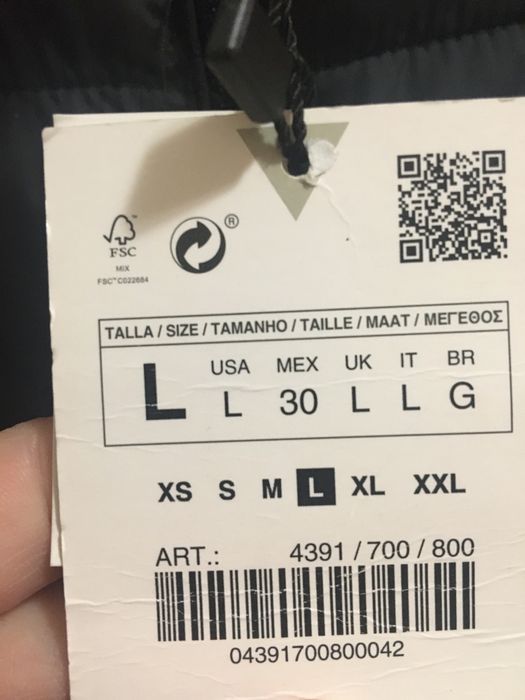 ®
FSC
MIX
FSC™ C022684
TALLA / SIZE / TAMANHO / TAILLE / MAAT / ΜΕΓΕΘΟΣ
USA MEX UK IT BR
L L 30 L L G
XS S M L XL XXL
ART.: 4391 / 700 / 800
04391700800042